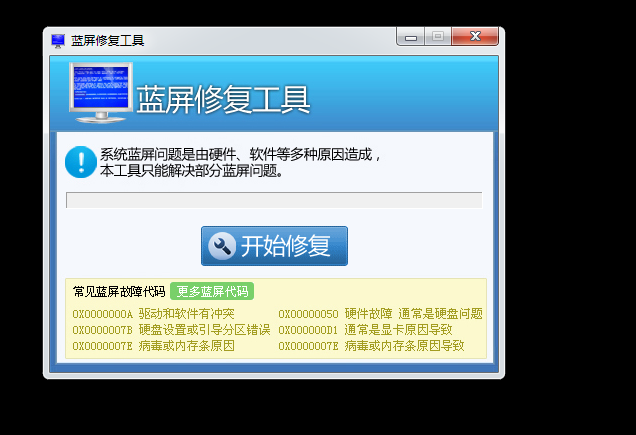 蓝屏修复工具
蓝屏修复工具
系统蓝屏问题是由硬件、软件等多种原因造成，
本工具只能解决部分蓝屏问题。
开始修复
常见蓝屏故障代码 更多蓝屏代码
0X0000000A 驱动和软件有冲突 0X00000050 硬件故障 通常是硬盘问题
0X0000007B 硬盘设置或引导分区错误 0X000000D1 通常是显卡原因导致
0X0000007E 病毒或内存条原因 0X0000007E 病毒或内存条原因导致